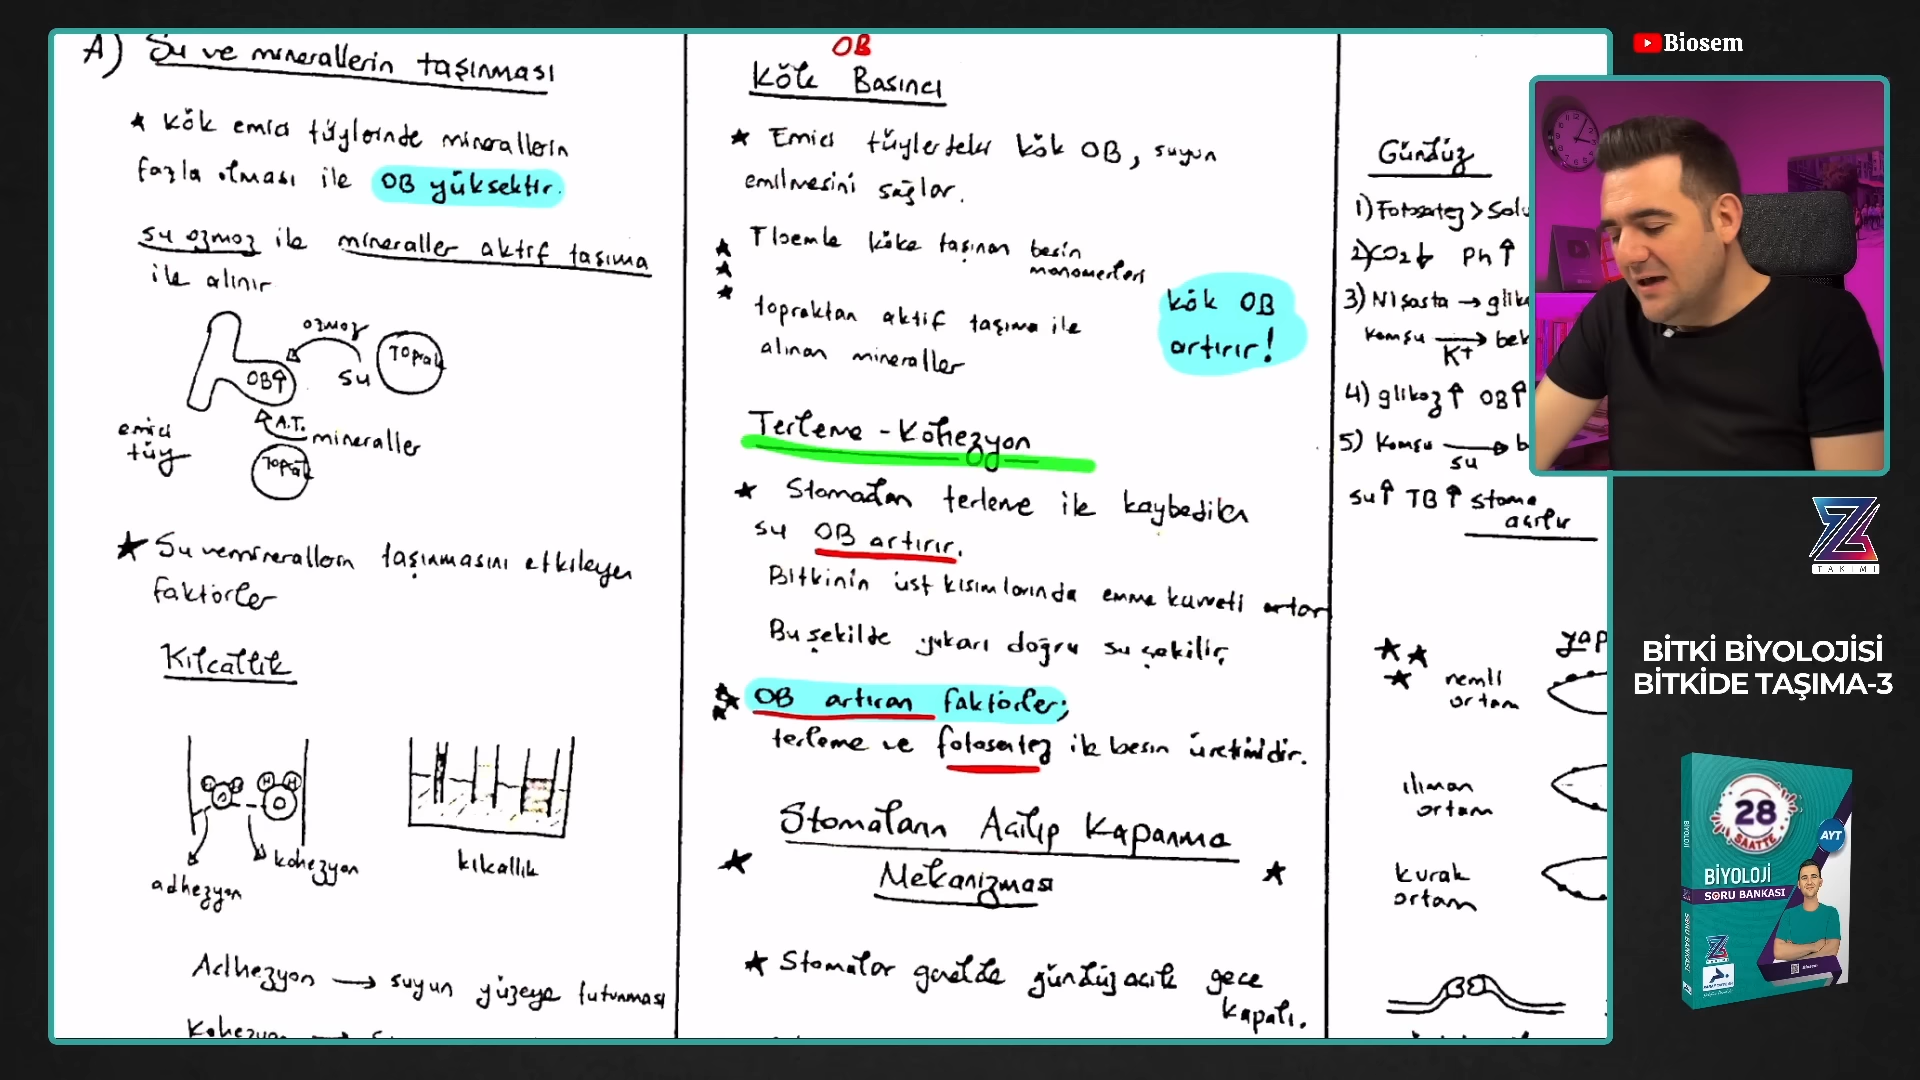 A) Su ve minerallerin taşınması
★ Kök emici tüylerinde minerallerin
fazla olması ile OB yüksektir.
su ozmoz ile mineraller aktif taşıma
ile alınır
ozmoz
Toprak
OB↑
su
A.T.
mineraller
emici
tüy
Toprak
★ Su ve minerallerin taşınmasını etkileyen
faktörler
Kılcallık
H H
O
H H
O
kohezyon
adhezyon
kılcallık
Adhezyon → suyun yüzeye tutunması
Kohezyon →
OB
Kök Basıncı
★ Emici tüylerdeki kök OB, suyun
emilmesini sağlar.
★ Floemle köke taşınan besin
★ monomerleri
★ topraktan aktif taşıma ile
alınan mineraller
kök OB
artırır!
Terleme - Kohezyon
★ Stomadan terleme ile kaybedilen
su OB artırır.
Bitkinin üst kısımlarında emme kuvveti artar
Bu şekilde yukarı doğru su çekilir
★ OB artıran faktörler;
terleme ve fotosentez ile besin üretimidir.
Stomaların Açılıp Kapanma
★ Mekanizması ★
★ Stomalar genelde gündüz açık gece
kapalı.
Gündüz
1) Fotosentez > Solu
2) CO2↓ Ph↑
3) Nişasta → gliko
Komşu K+ → bek
4) glikoz↑ OB↑
5) Komşu su → b
su↑ TB↑ stoma
açılır
yap
★★
★ nemli
ortam
ılıman
ortam
kurak
ortam
Biosem
Z
TAKIMI
BİTKİ BİYOLOJİSİ
BİTKİDE TAŞIMA-3
28
SAATTE
AYT
BİYOLOJİ
SORU BANKASI